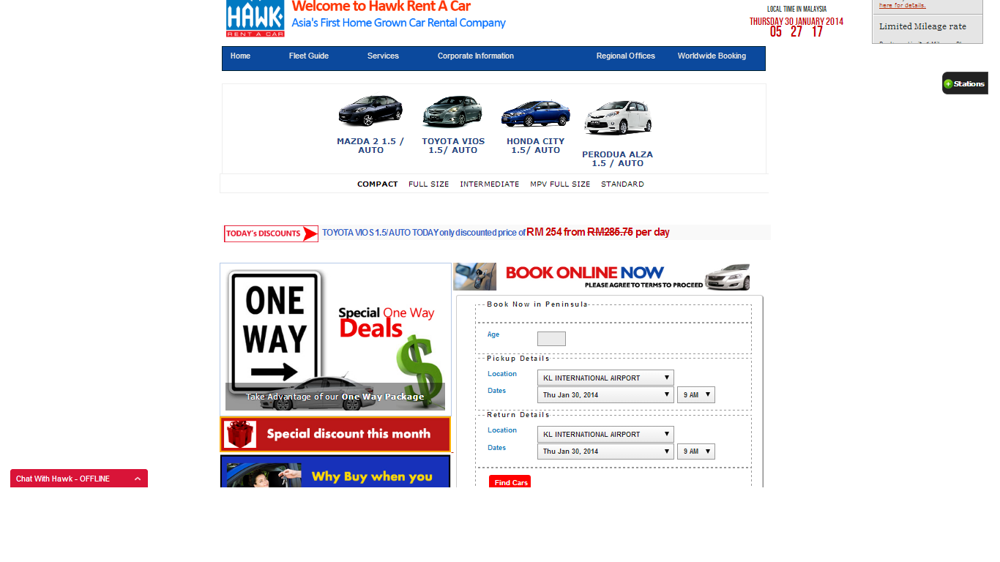 HAWK
RENT A CAR
Welcome to Hawk Rent A Car
Asia's First Home Grown Car Rental Company
LOCAL TIME IN MALAYSIA
THURSDAY 30 JANUARY 2014
05 27 17
here for details.
Limited Mileage rate
Home Fleet Guide Services Corporate Information Regional Offices Worldwide Booking
Stations
MAZDA 2 1.5 /
AUTO
TOYOTA VIOS
1.5/ AUTO
HONDA CITY
1.5/ AUTO
PERODUA ALZA
1.5 / AUTO
COMPACT FULL SIZE INTERMEDIATE MPV FULL SIZE STANDARD
TODAY's DISCOUNTS TOYOTA VIOS 1.5/ AUTO TODAY only discounted price of RM 254 from RM285.75 per day
ONE
WAY
Special One Way
Deals
$
Take Advantage of our One Way Package
Special discount this month
Why Buy when you
BOOK ONLINE NOW
PLEASE AGREE TO TERMS TO PROCEED
Book Now in Peninsula
Age
Pickup Details
Location KL INTERNATIONAL AIRPORT
Dates Thu Jan 30, 2014 9 AM
Return Details
Location KL INTERNATIONAL AIRPORT
Dates Thu Jan 30, 2014 9 AM
Find Cars
Chat With Hawk - OFFLINE